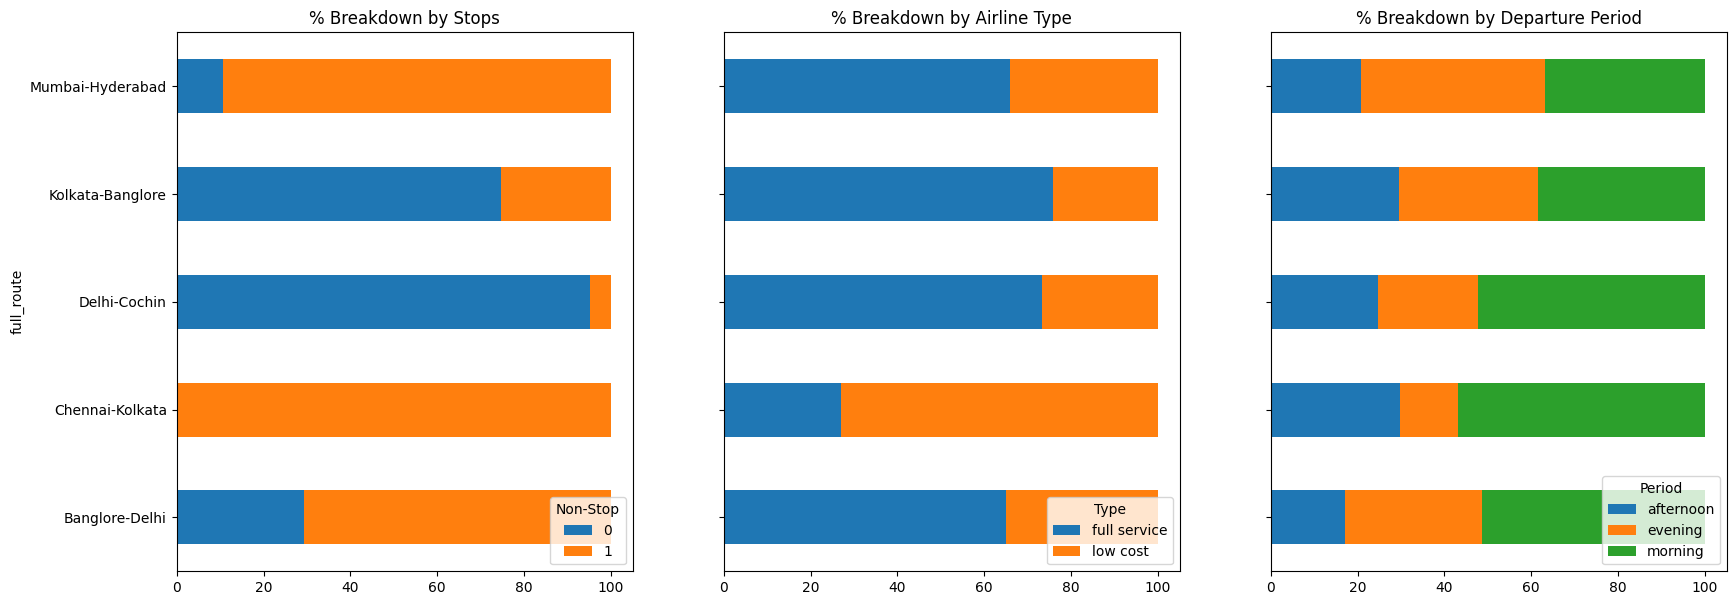 % Breakdown by Stops
full_route
Mumbai-Hyderabad
Kolkata-Banglore
Delhi-Cochin
Chennai-Kolkata
Banglore-Delhi
Non-Stop
0
1
0 20 40 60 80 100
% Breakdown by Airline Type
Type
full service
low cost
0 20 40 60 80 100
% Breakdown by Departure Period
Period
afternoon
evening
morning
0 20 40 60 80 100